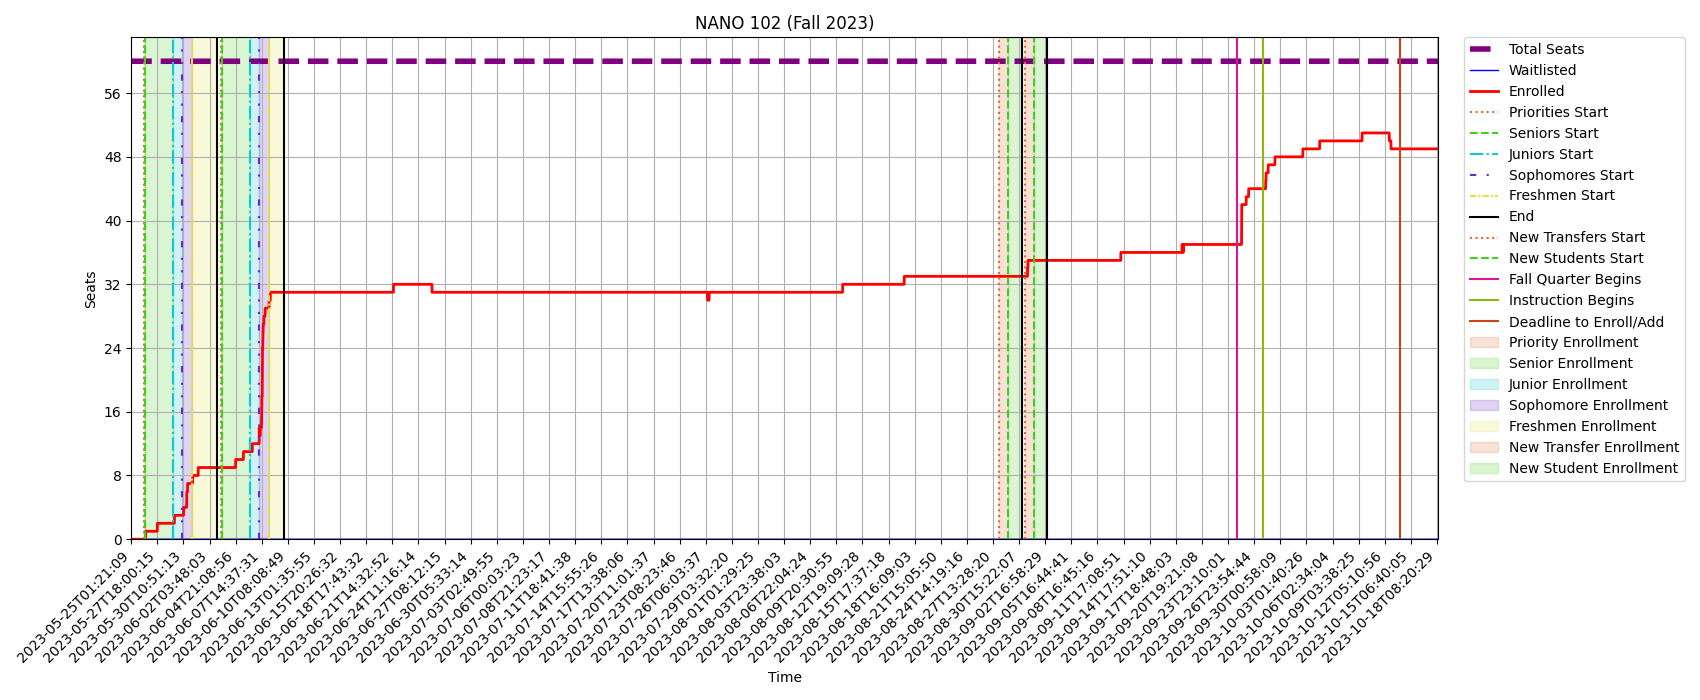 NANO 102 (Fall 2023)
56
48
40
32
24
16
8
0
Seats
2023-05-25T01:21:09
2023-05-27T18:00:15
2023-05-30T10:51:13
2023-06-02T03:48:03
2023-06-04T21:08:56
2023-06-07T14:37:31
2023-06-10T08:08:49
2023-06-13T01:35:55
2023-06-15T20:26:32
2023-06-18T17:43:32
2023-06-21T14:32:52
2023-06-24T11:16:14
2023-06-27T08:12:15
2023-06-30T05:33:14
2023-07-03T02:49:55
2023-07-06T00:03:23
2023-07-08T21:23:17
2023-07-11T18:41:38
2023-07-14T15:55:26
2023-07-17T13:38:06
2023-07-20T11:01:37
2023-07-23T08:23:46
2023-07-26T06:03:37
2023-07-29T03:32:20
2023-08-01T01:29:25
2023-08-03T23:38:03
2023-08-06T22:04:24
2023-08-09T20:30:55
2023-08-12T19:09:28
2023-08-15T17:37:18
2023-08-18T16:09:03
2023-08-21T15:05:50
2023-08-24T14:19:16
2023-08-27T13:28:20
2023-08-30T15:22:07
2023-09-02T16:58:29
2023-09-05T16:44:41
2023-09-08T16:45:16
2023-09-11T17:08:51
2023-09-14T17:51:10
2023-09-17T18:48:03
2023-09-20T19:21:08
2023-09-23T23:10:01
2023-09-26T23:54:44
2023-09-30T00:58:09
2023-10-03T01:40:26
2023-10-06T02:34:04
2023-10-09T03:38:25
2023-10-12T05:10:56
2023-10-15T06:40:05
2023-10-18T08:20:29
Time
Total Seats
Waitlisted
Enrolled
Priorities Start
Seniors Start
Juniors Start
Sophomores Start
Freshmen Start
End
New Transfers Start
New Students Start
Fall Quarter Begins
Instruction Begins
Deadline to Enroll/Add
Priority Enrollment
Senior Enrollment
Junior Enrollment
Sophomore Enrollment
Freshmen Enrollment
New Transfer Enrollment
New Student Enrollment